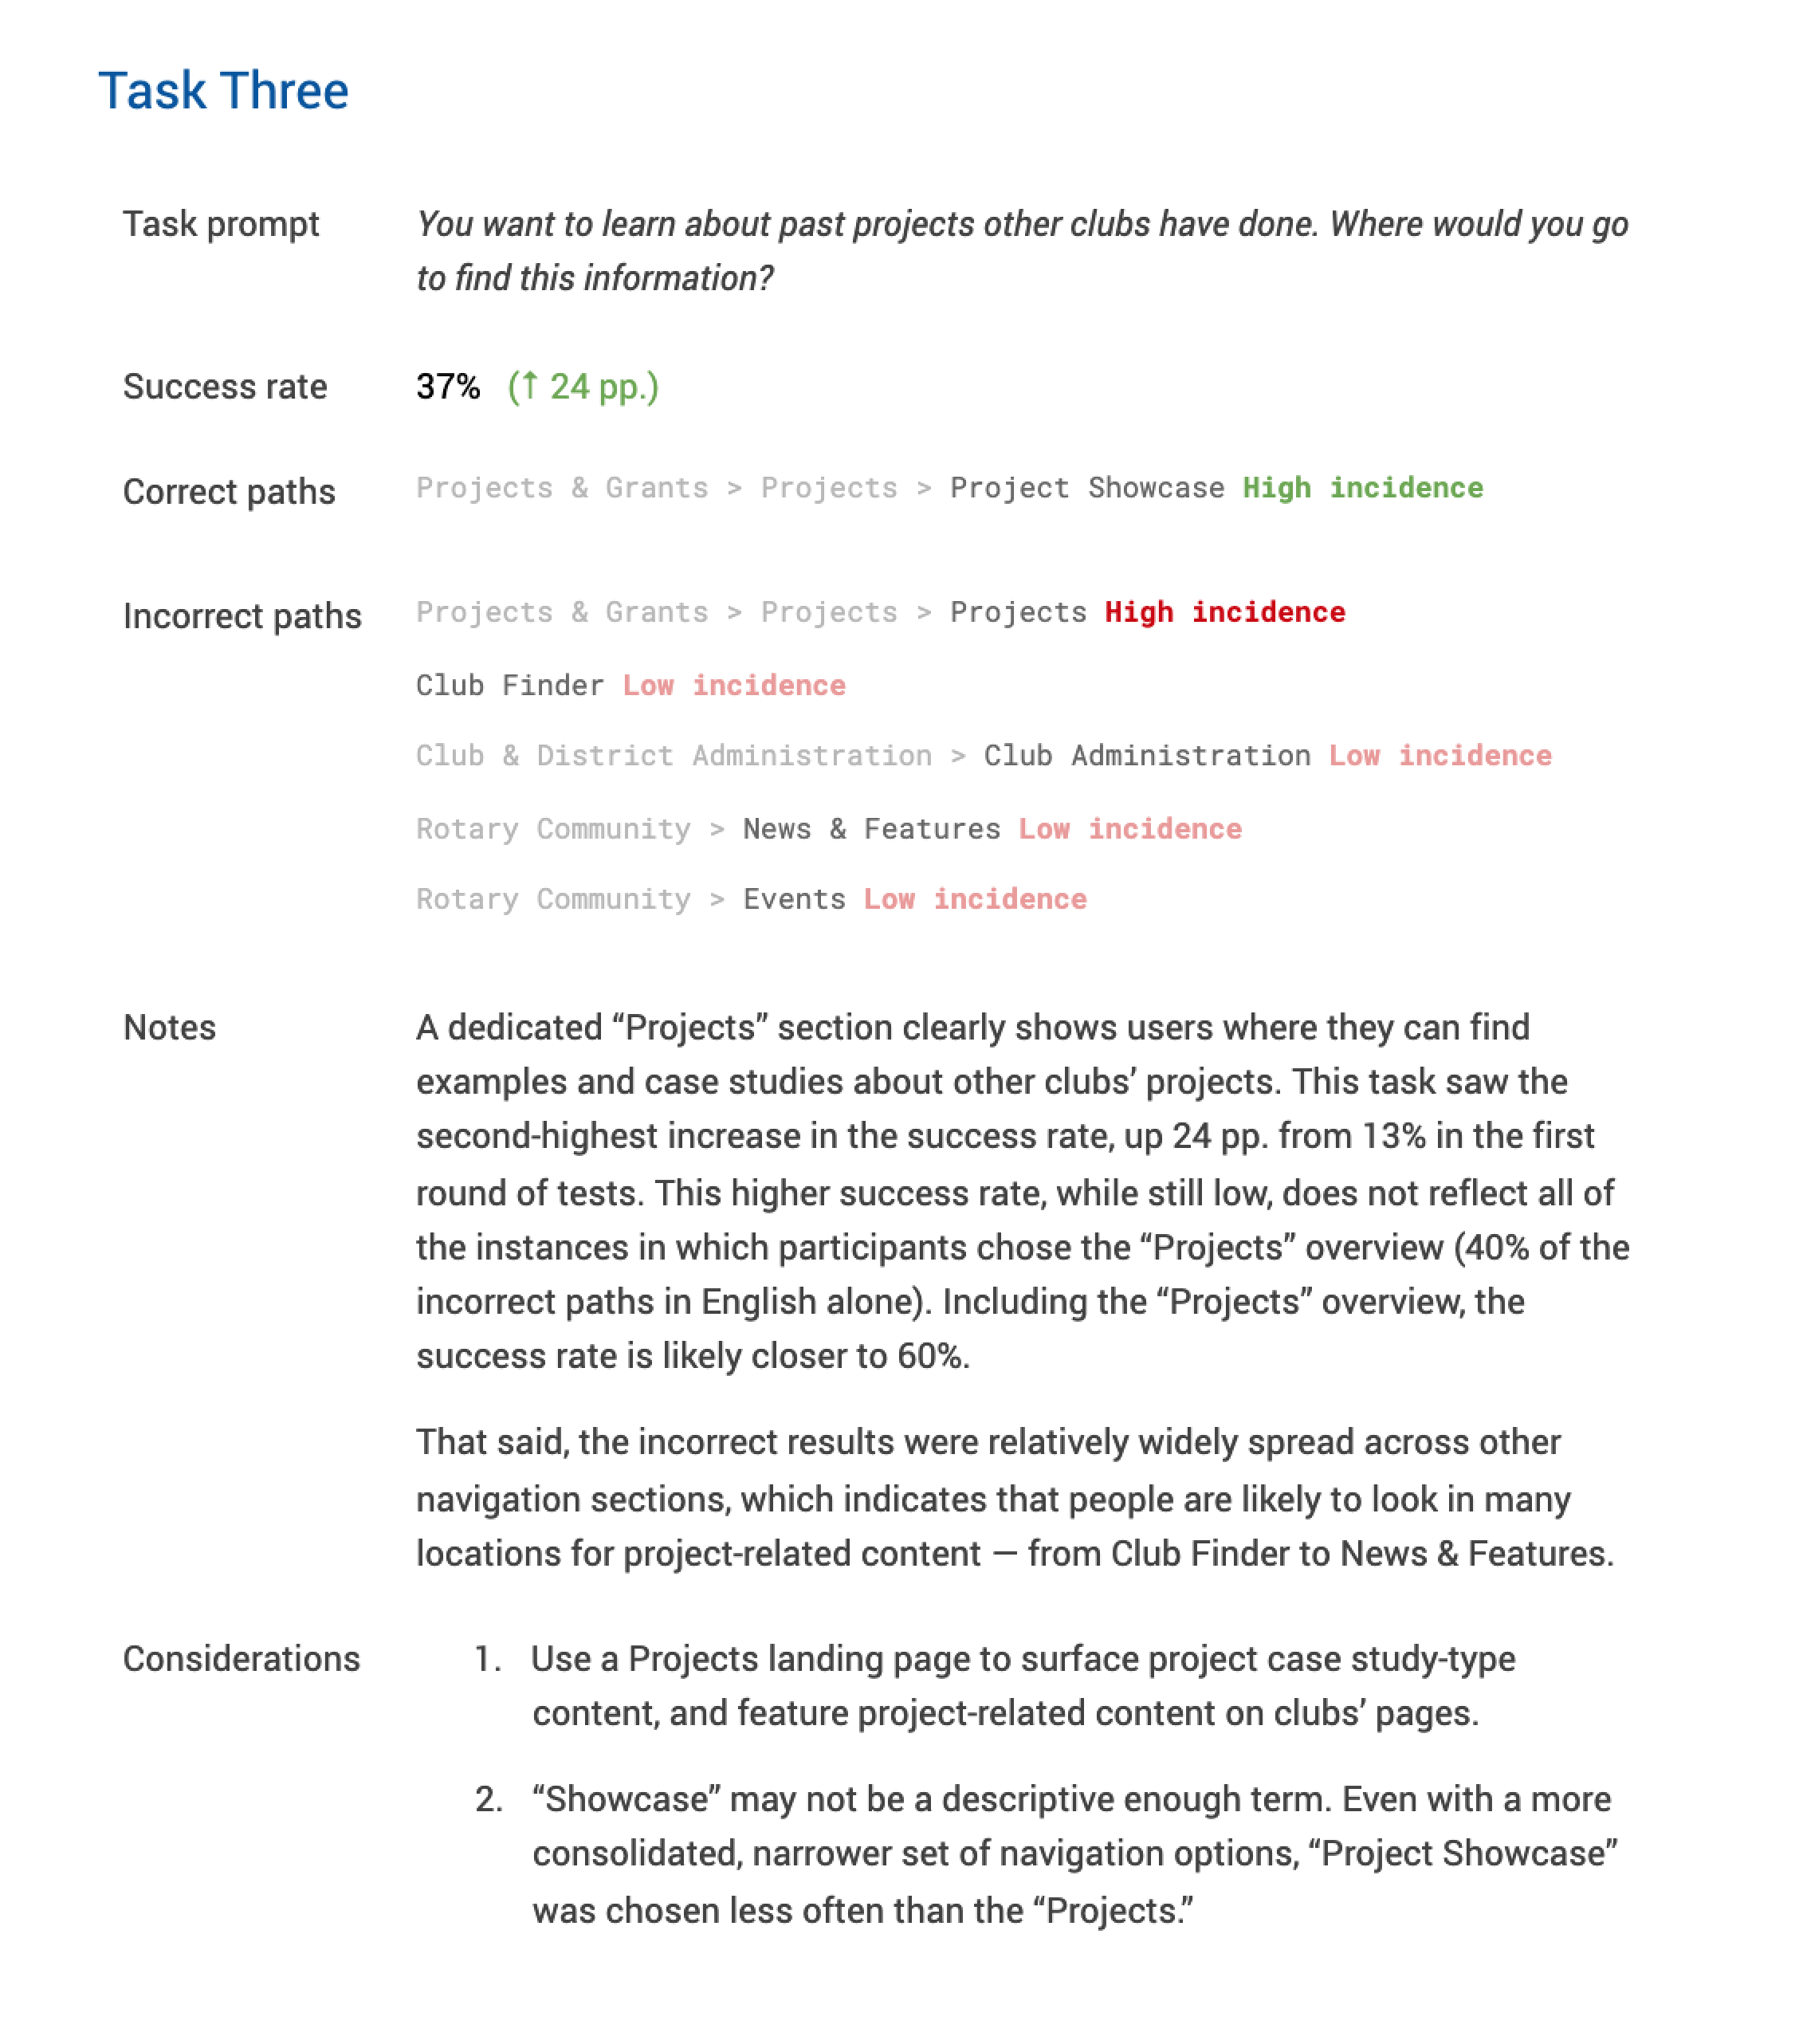 Task Three
Task prompt
You want to learn about past projects other clubs have done. Where would you go
to find this information?
Success rate
37% (↑ 24 pp.)
Correct paths
Projects & Grants > Projects > Project Showcase High incidence
Incorrect paths
Projects & Grants > Projects > Projects High incidence
Club Finder Low incidence
Club & District Administration > Club Administration Low incidence
Rotary Community > News & Features Low incidence
Rotary Community > Events Low incidence
Notes
A dedicated “Projects” section clearly shows users where they can find
examples and case studies about other clubs’ projects. This task saw the
second-highest increase in the success rate, up 24 pp. from 13% in the first
round of tests. This higher success rate, while still low, does not reflect all of
the instances in which participants chose the “Projects” overview (40% of the
incorrect paths in English alone). Including the “Projects” overview, the
success rate is likely closer to 60%.
That said, the incorrect results were relatively widely spread across other
navigation sections, which indicates that people are likely to look in many
locations for project-related content — from Club Finder to News & Features.
Considerations
1. Use a Projects landing page to surface project case study-type
content, and feature project-related content on clubs’ pages.
2. “Showcase” may not be a descriptive enough term. Even with a more
consolidated, narrower set of navigation options, “Project Showcase”
was chosen less often than the “Projects.”